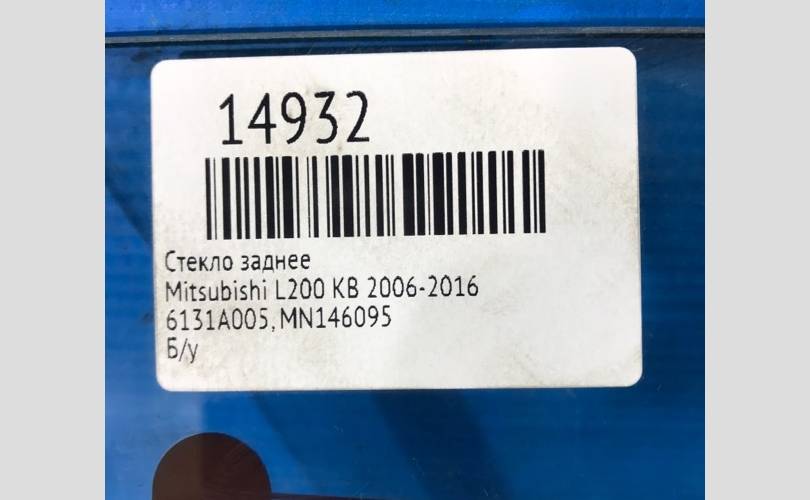 14932
Стекло заднее
Mitsubishi L200 KB 2006-2016
6131A005, MN146095
Б/у